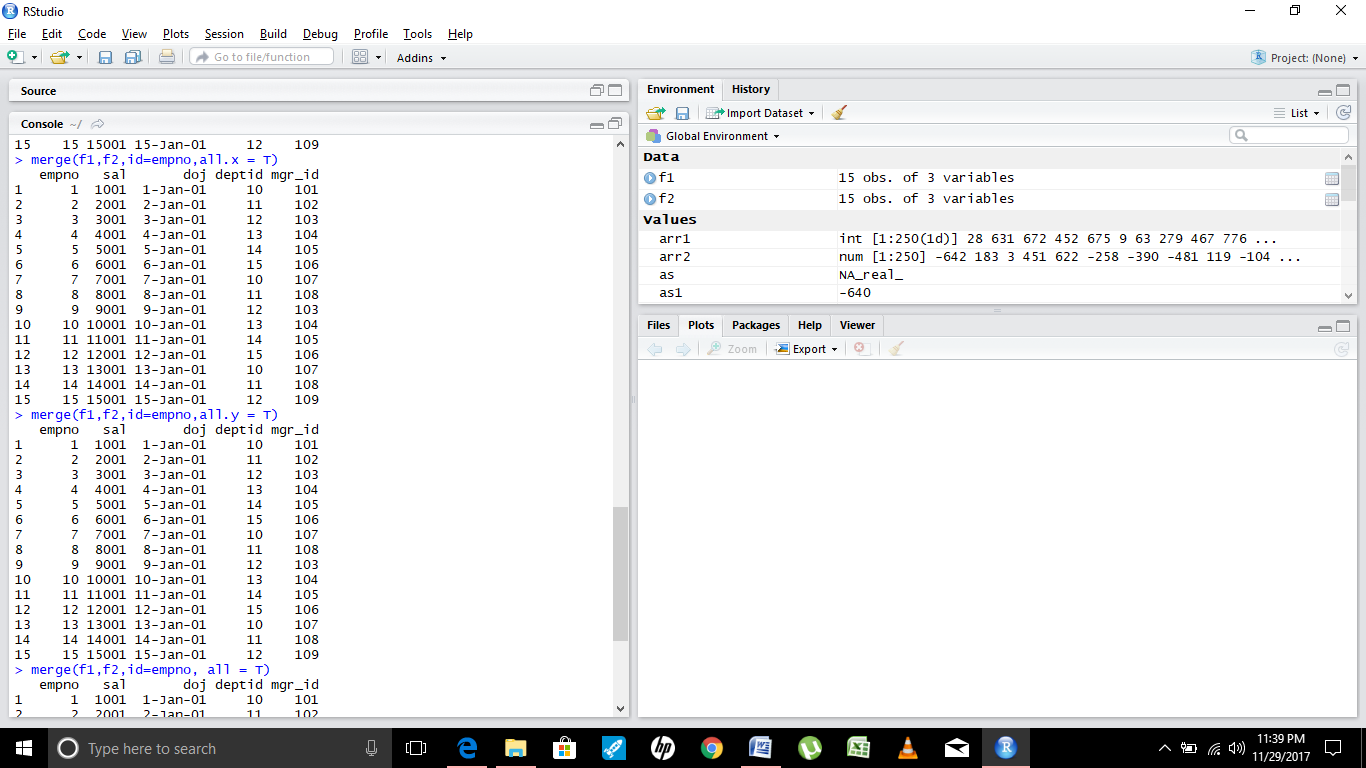 RStudio
File Edit Code View Plots Session Build Debug Profile Tools Help
Go to file/function Addins Project: (None)
Source
Console ~/
15    15 15001 15-Jan-01     12    109
> merge(f1,f2,id=empno,all.x = T)
   empno   sal       doj deptid mgr_id
1      1  1001  1-Jan-01     10    101
2      2  2001  2-Jan-01     11    102
3      3  3001  3-Jan-01     12    103
4      4  4001  4-Jan-01     13    104
5      5  5001  5-Jan-01     14    105
6      6  6001  6-Jan-01     15    106
7      7  7001  7-Jan-01     10    107
8      8  8001  8-Jan-01     11    108
9      9  9001  9-Jan-01     12    103
10    10 10001 10-Jan-01     13    104
11    11 11001 11-Jan-01     14    105
12    12 12001 12-Jan-01     15    106
13    13 13001 13-Jan-01     10    107
14    14 14001 14-Jan-01     11    108
15    15 15001 15-Jan-01     12    109
> merge(f1,f2,id=empno,all.y = T)
   empno   sal       doj deptid mgr_id
1      1  1001  1-Jan-01     10    101
2      2  2001  2-Jan-01     11    102
3      3  3001  3-Jan-01     12    103
4      4  4001  4-Jan-01     13    104
5      5  5001  5-Jan-01     14    105
6      6  6001  6-Jan-01     15    106
7      7  7001  7-Jan-01     10    107
8      8  8001  8-Jan-01     11    108
9      9  9001  9-Jan-01     12    103
10    10 10001 10-Jan-01     13    104
11    11 11001 11-Jan-01     14    105
12    12 12001 12-Jan-01     15    106
13    13 13001 13-Jan-01     10    107
14    14 14001 14-Jan-01     11    108
15    15 15001 15-Jan-01     12    109
> merge(f1,f2,id=empno, all = T)
   empno   sal       doj deptid mgr_id
1      1  1001  1-Jan-01     10    101
2      2  2001  2-Jan-01     11    102
Environment History
Import Dataset List
Global Environment
Data
f1 15 obs. of 3 variables
f2 15 obs. of 3 variables
Values
arr1 int [1:250(1d)] 28 631 672 452 675 9 63 279 467 776 ...
arr2 num [1:250] -642 183 3 451 622 -258 -390 -481 119 -104 ...
as NA_real_
as1 -640
Files Plots Packages Help Viewer
Zoom Export
Type here to search
11:39 PM
11/29/2017